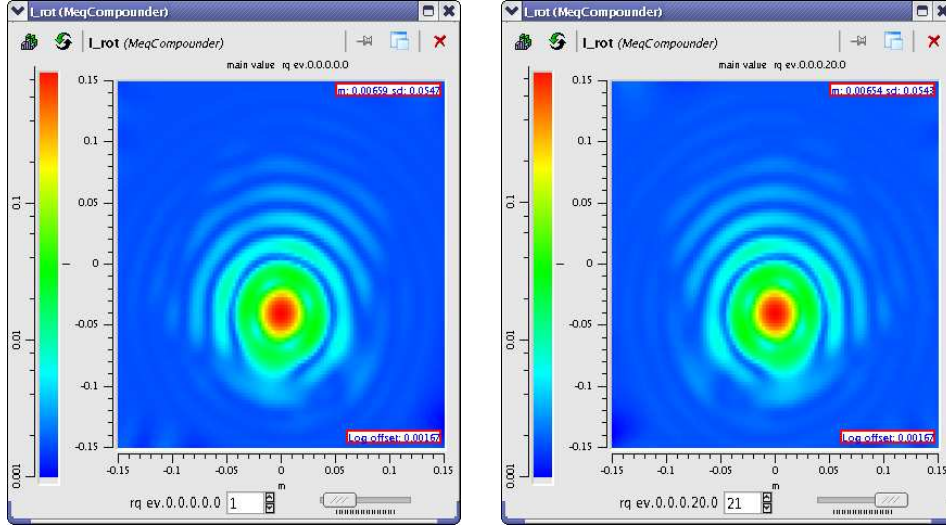 I_rot (MeqCompounder)
I_rot (MeqCompounder)
main value rq ev.0.0.0.0.0
m: 0.00659 sd: 0.0547
0.15
0.1
0.05
0
-0.05
-0.1
-0.15
0.1
0.01
0.001
l
Log offset: 0.00167
-0.15 -0.1 -0.05 0 0.05 0.1 0.15
m
rq ev.0.0.0.0.0 1
I_rot (MeqCompounder)
I_rot (MeqCompounder)
main value rq ev.0.0.0.20.0
m: 0.00654 sd: 0.0543
0.15
0.1
0.05
0
-0.05
-0.1
-0.15
0.1
0.01
0.001
l
Log offset: 0.00167
-0.15 -0.1 -0.05 0 0.05 0.1 0.15
m
rq ev.0.0.0.20.0 21